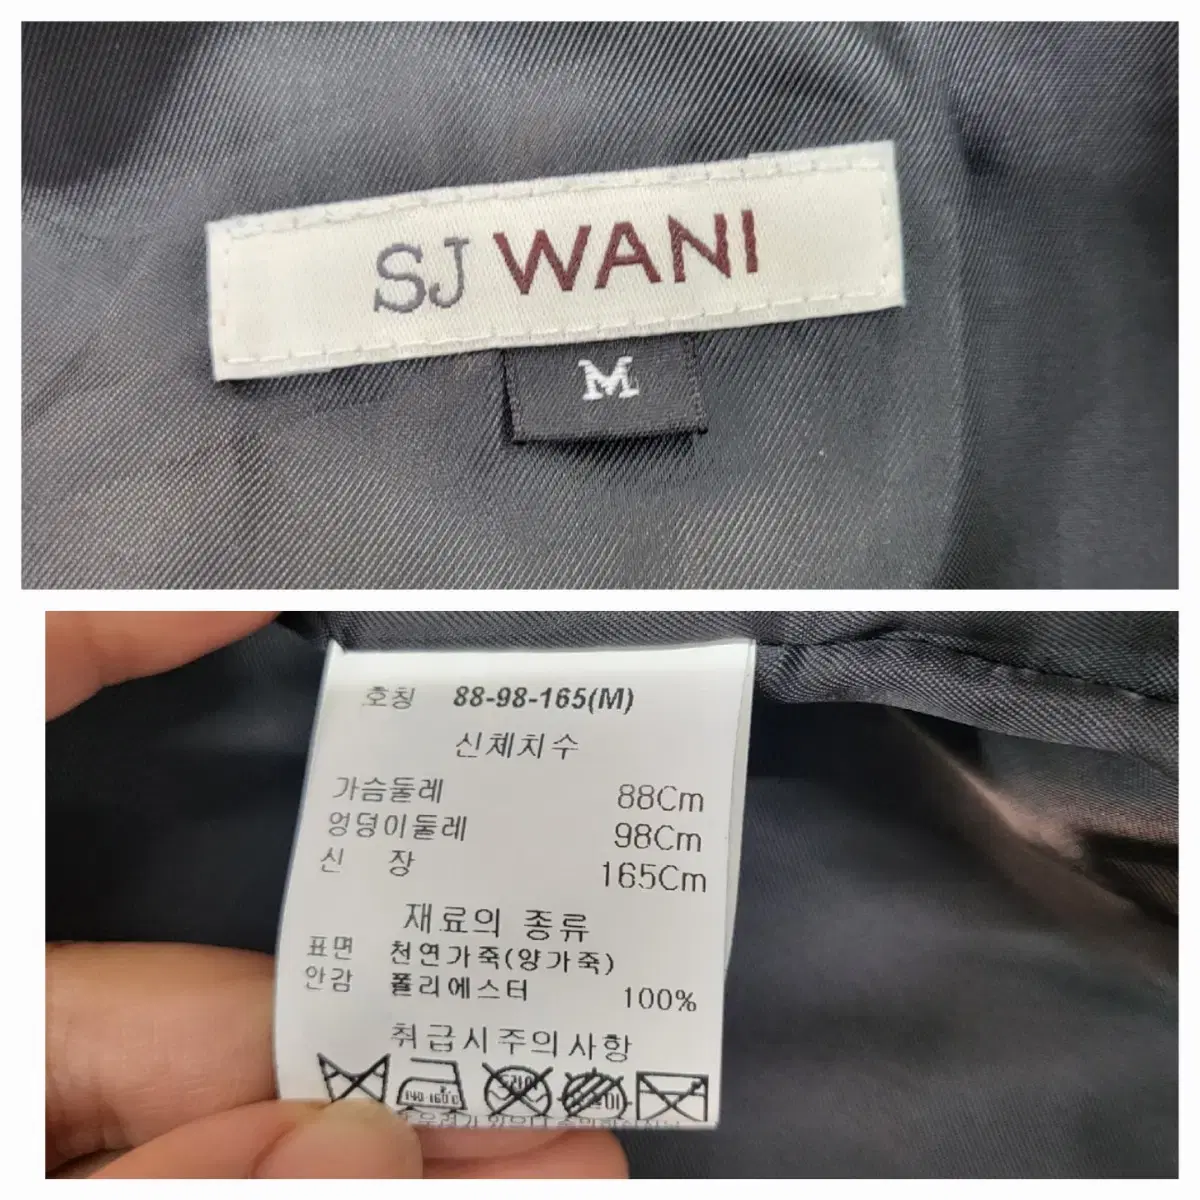 SJ WANI
M
호칭 88-98-165(M)
신체치수
가슴둘레 88Cm
엉덩이둘레 98Cm
신 장 165Cm
재료의 종류
표면 천연가죽(양가죽)
안감 폴리에스터 100%
취급시주의사항
140-160℃